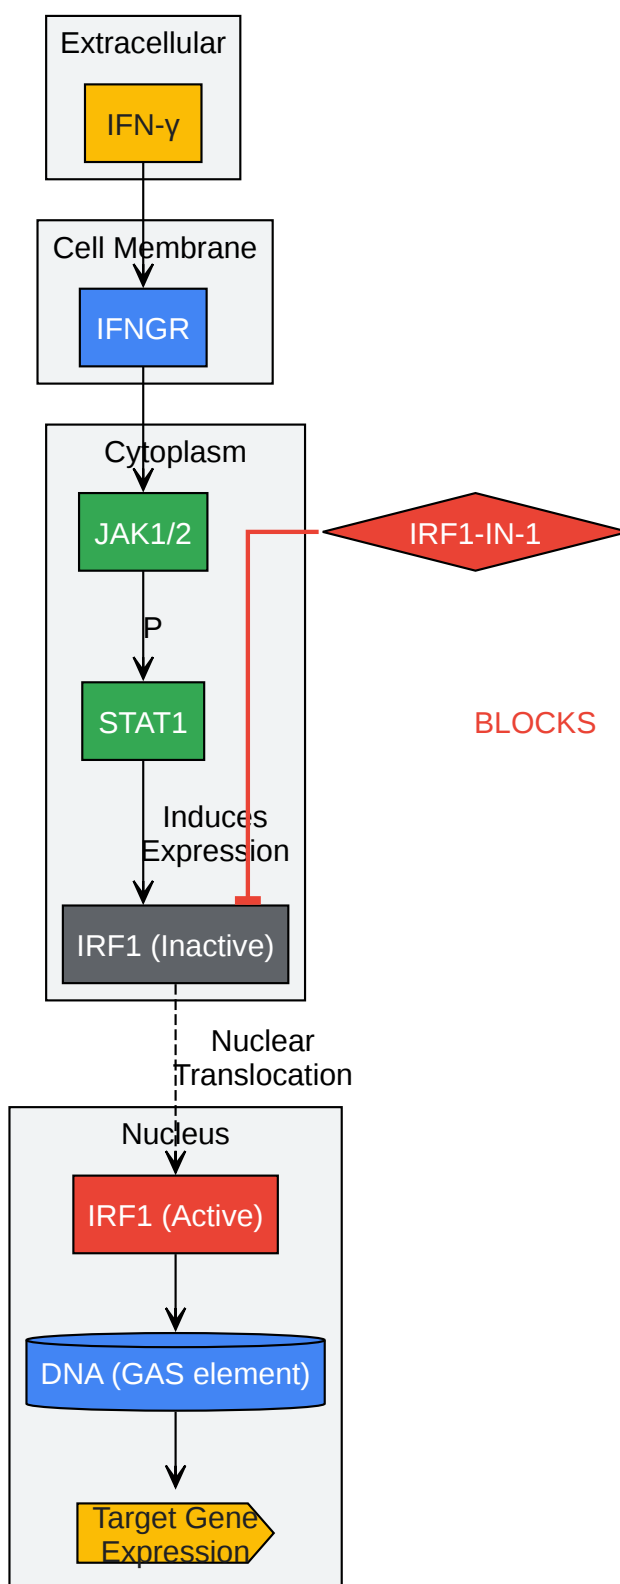 Extracellular
IFN-γ
Cell Membrane
IFNGR
Cytoplasm
JAK1/2
IRF1-IN-1
P
STAT1
BLOCKS
Induces
Expression
IRF1 (Inactive)
Nuclear
Translocation
Nucleus
IRF1 (Active)
DNA (GAS element)
Target Gene
Expression